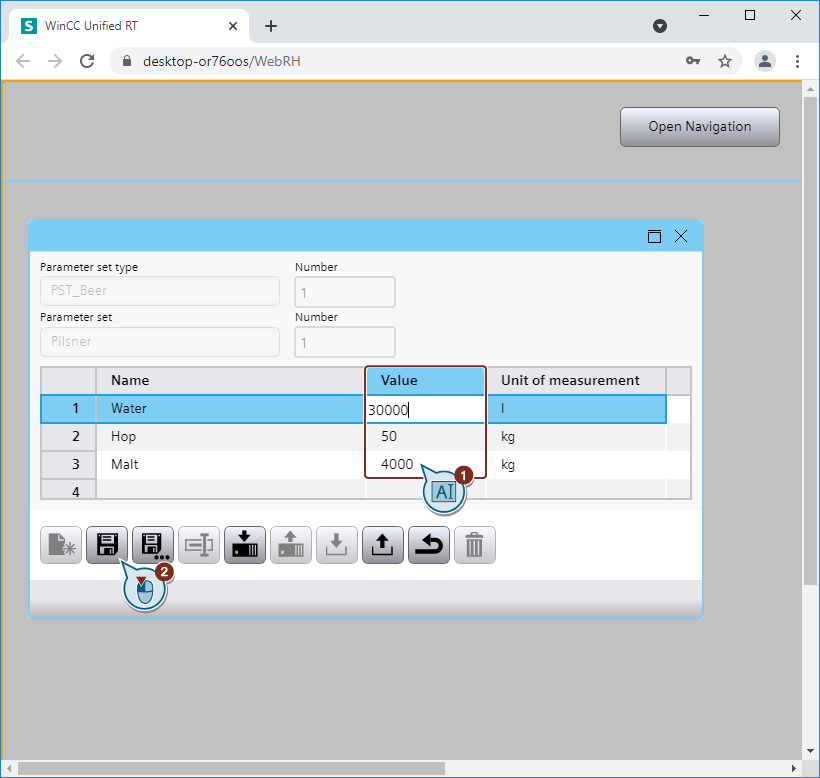 S WinCC Unified RT
desktop-or76oos/WebRH
Open Navigation
Parameter set type Number
PST_Beer 1
Parameter set Number
Pilsner 1
Name Value Unit of measurement
1 Water 30000 l
2 Hop 50 kg
3 Malt 4000 kg
4
1
AI
2